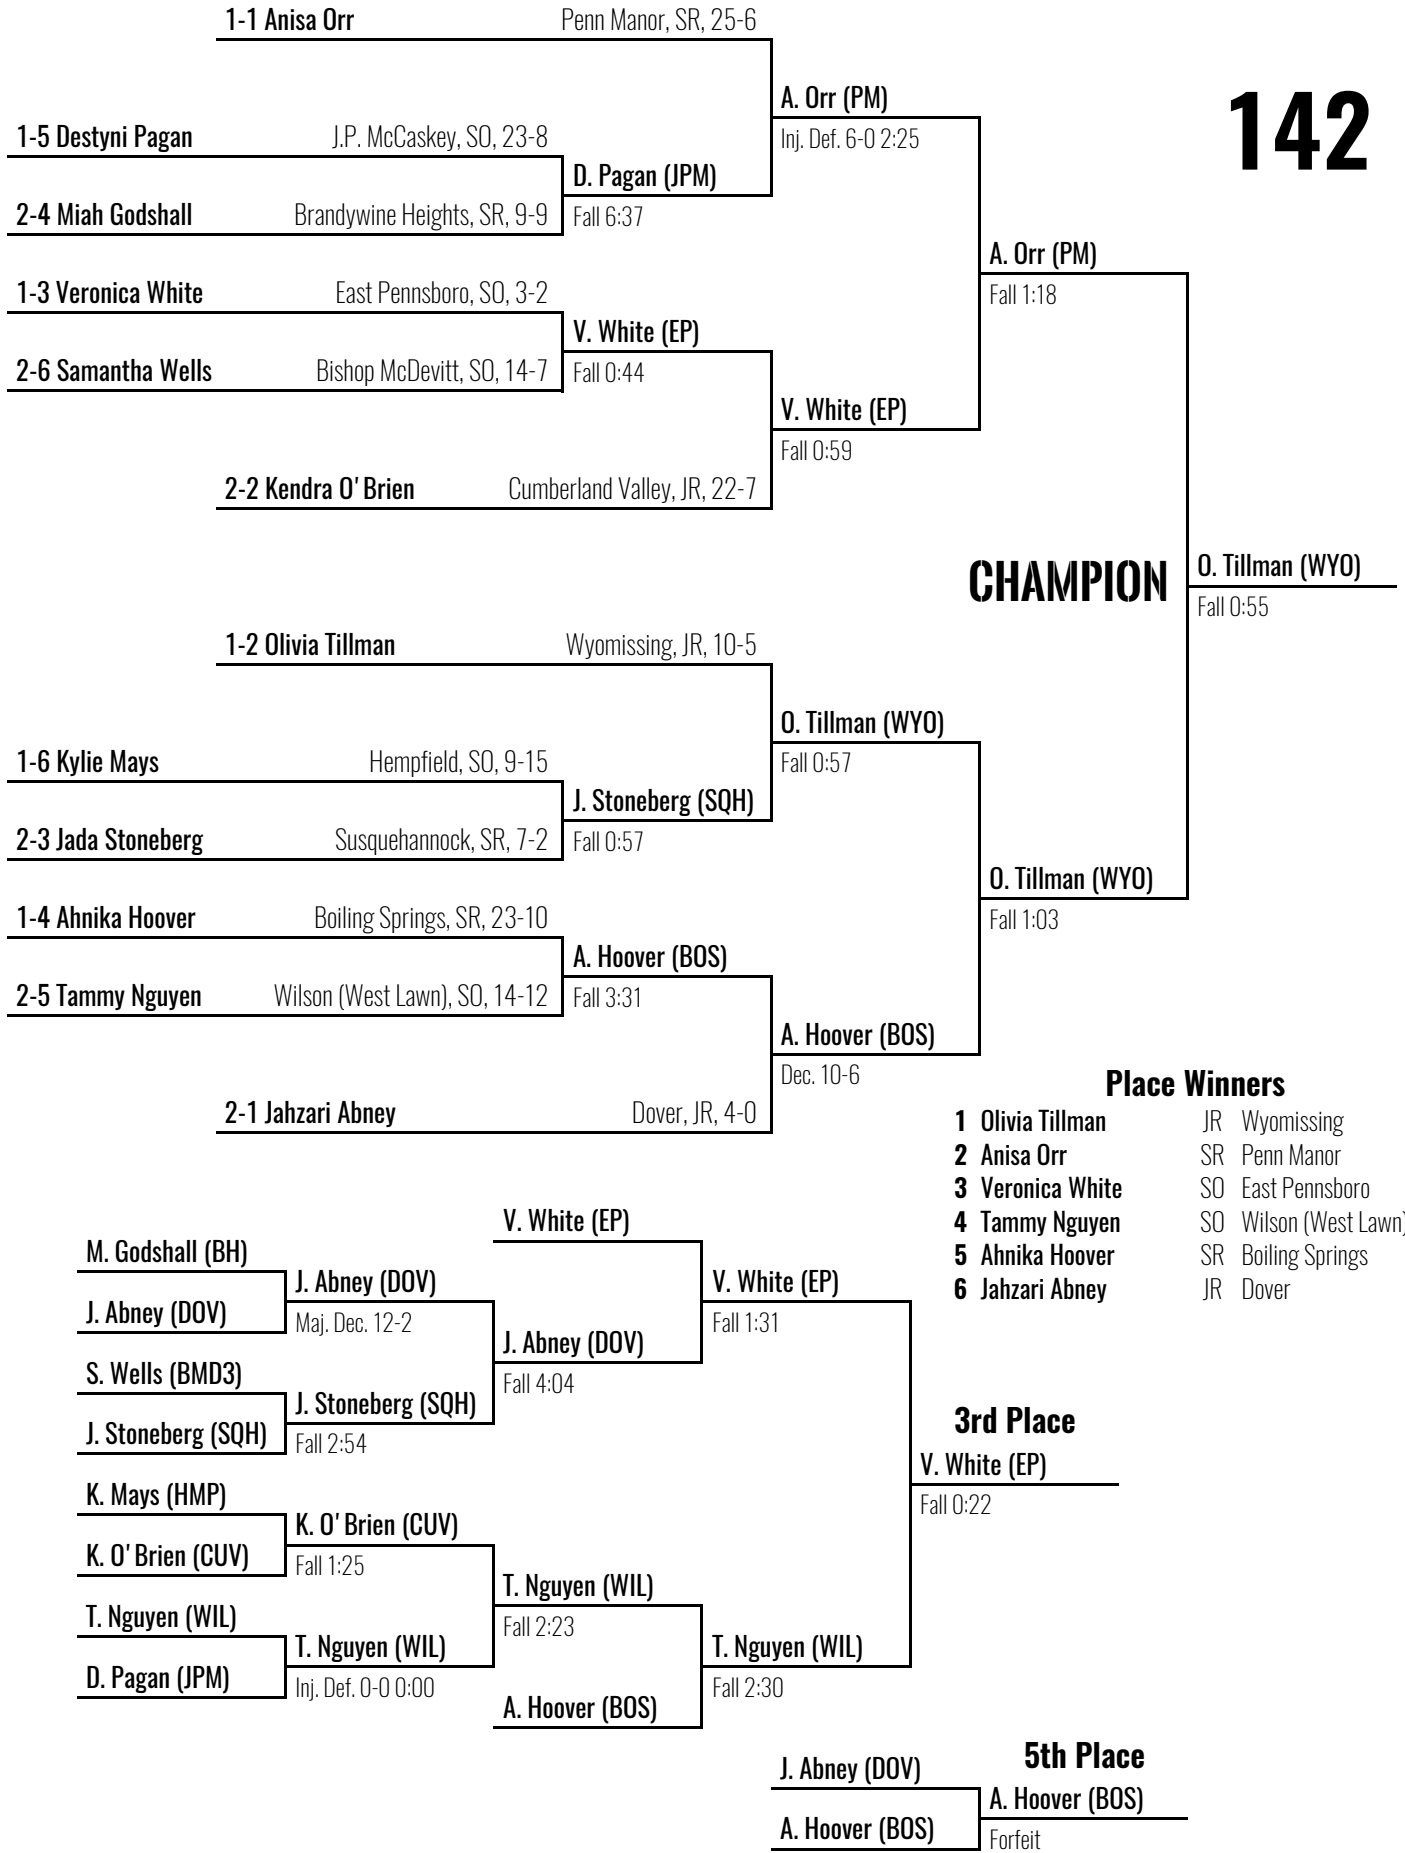 1-1 Anisa Orr Penn Manor, SR, 25-6
A. Orr (PM)
Inj. Def. 6-0 2:25
142
1-5 Destyni Pagan J.P. McCaskey, SO, 23-8
D. Pagan (JPM)
Fall 6:37
2-4 Miah Godshall Brandywine Heights, SR, 9-9
A. Orr (PM)
Fall 1:18
1-3 Veronica White East Pennsboro, SO, 3-2
V. White (EP)
Fall 0:44
2-6 Samantha Wells Bishop McDevitt, SO, 14-7
V. White (EP)
Fall 0:59
2-2 Kendra O'Brien Cumberland Valley, JR, 22-7
CHAMPION
O. Tillman (WYO)
Fall 0:55
1-2 Olivia Tillman Wyomissing, JR, 10-5
O. Tillman (WYO)
Fall 0:57
1-6 Kylie Mays Hempfield, SO, 9-15
J. Stoneberg (SQH)
Fall 0:57
2-3 Jada Stoneberg Susquehannock, SR, 7-2
O. Tillman (WYO)
Fall 1:03
1-4 Ahnika Hoover Boiling Springs, SR, 23-10
A. Hoover (BOS)
Fall 3:31
2-5 Tammy Nguyen Wilson (West Lawn), SO, 14-12
A. Hoover (BOS)
Dec. 10-6
2-1 Jahzari Abney Dover, JR, 4-0
Place Winners
1 Olivia Tillman JR Wyomissing
2 Anisa Orr SR Penn Manor
3 Veronica White SO East Pennsboro
4 Tammy Nguyen SO Wilson (West Lawn)
5 Ahnika Hoover SR Boiling Springs
6 Jahzari Abney JR Dover
V. White (EP)
M. Godshall (BH)
J. Abney (DOV)
Maj. Dec. 12-2
J. Abney (DOV)
V. White (EP)
Fall 1:31
J. Abney (DOV)
Fall 4:04
S. Wells (BMD3)
J. Stoneberg (SQH)
Fall 2:54
J. Stoneberg (SQH)
3rd Place
V. White (EP)
Fall 0:22
K. Mays (HMP)
K. O'Brien (CUV)
Fall 1:25
K. O'Brien (CUV)
T. Nguyen (WIL)
Fall 2:23
T. Nguyen (WIL)
T. Nguyen (WIL)
Inj. Def. 0-0 0:00
D. Pagan (JPM)
T. Nguyen (WIL)
Fall 2:30
A. Hoover (BOS)
5th Place
J. Abney (DOV)
A. Hoover (BOS)
Forfeit
A. Hoover (BOS)